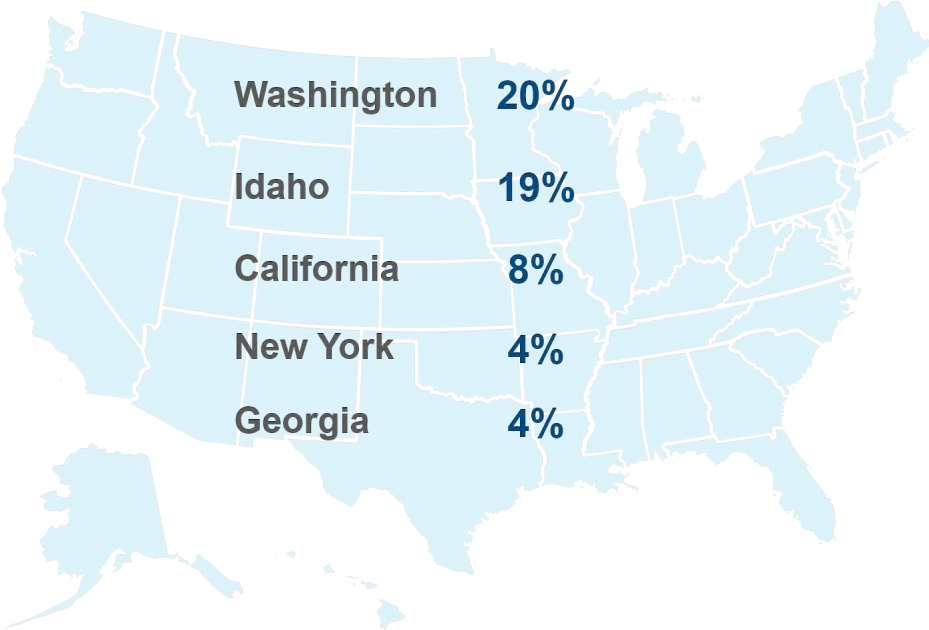 Washington 20%
Idaho 19%
California 8%
New York 4%
Georgia 4%